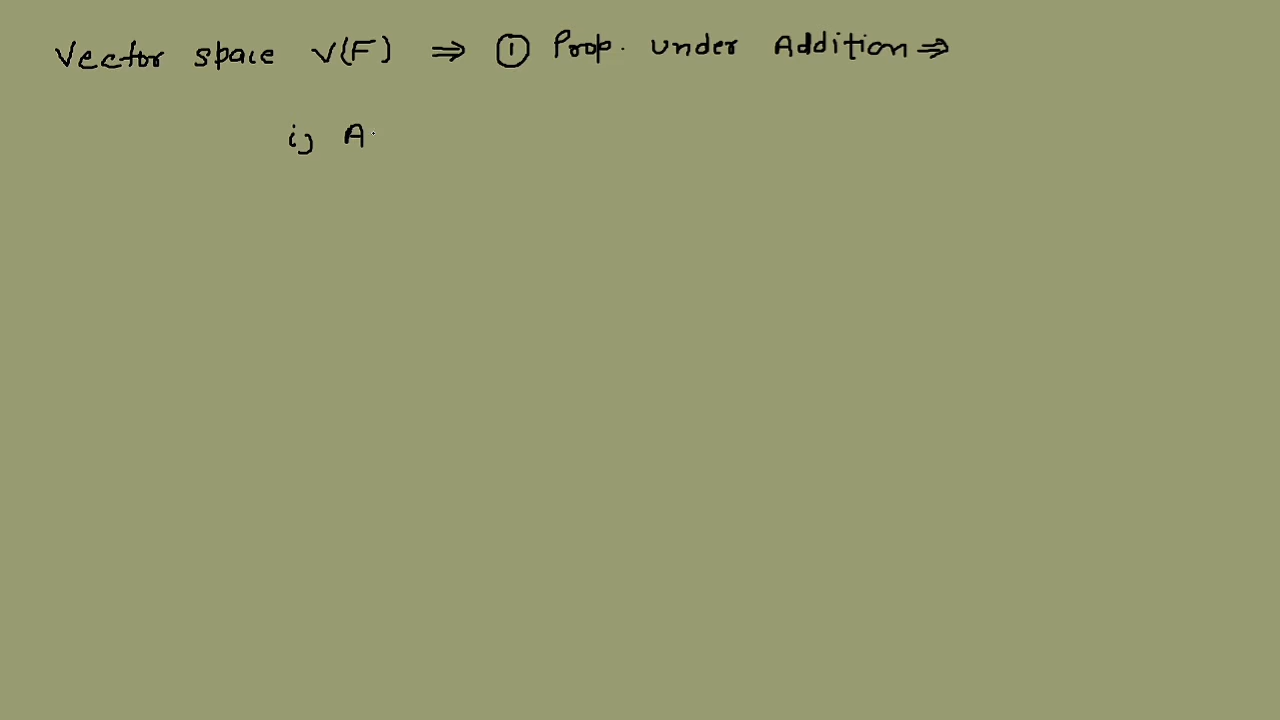 Vector space V(F) ⇒ ① Prop. under Addition ⇒
i) A